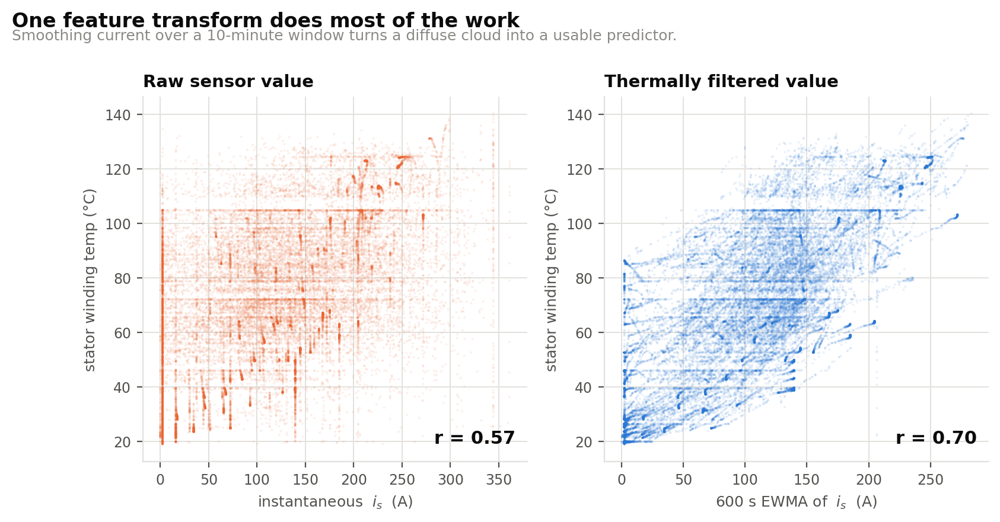 One feature transform does most of the work
Smoothing current over a 10-minute window turns a diffuse cloud into a usable predictor.
Raw sensor value
stator winding temp (°C)
140
120
100
80
60
40
20
r = 0.57
0 50 100 150 200 250 300 350
instantaneous iₛ (A)
Thermally filtered value
stator winding temp (°C)
140
120
100
80
60
40
20
r = 0.70
0 50 100 150 200 250
600 s EWMA of iₛ (A)